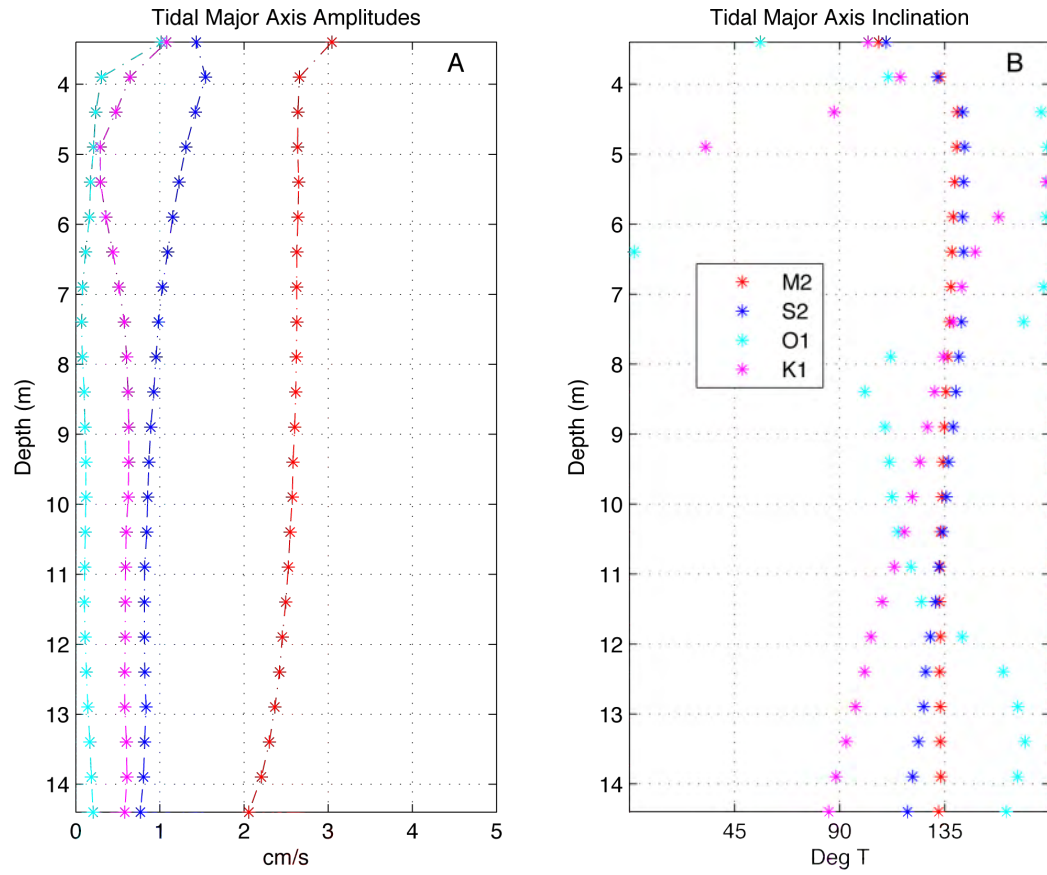 Tidal Major Axis Amplitudes
A
4
5
6
7
8
9
10
11
12
13
14
Depth (m)
0 1 2 3 4 5
cm/s
Tidal Major Axis Inclination
B
4
5
6
7
8
9
10
11
12
13
14
Depth (m)
M2
S2
O1
K1
45 90 135
Deg T